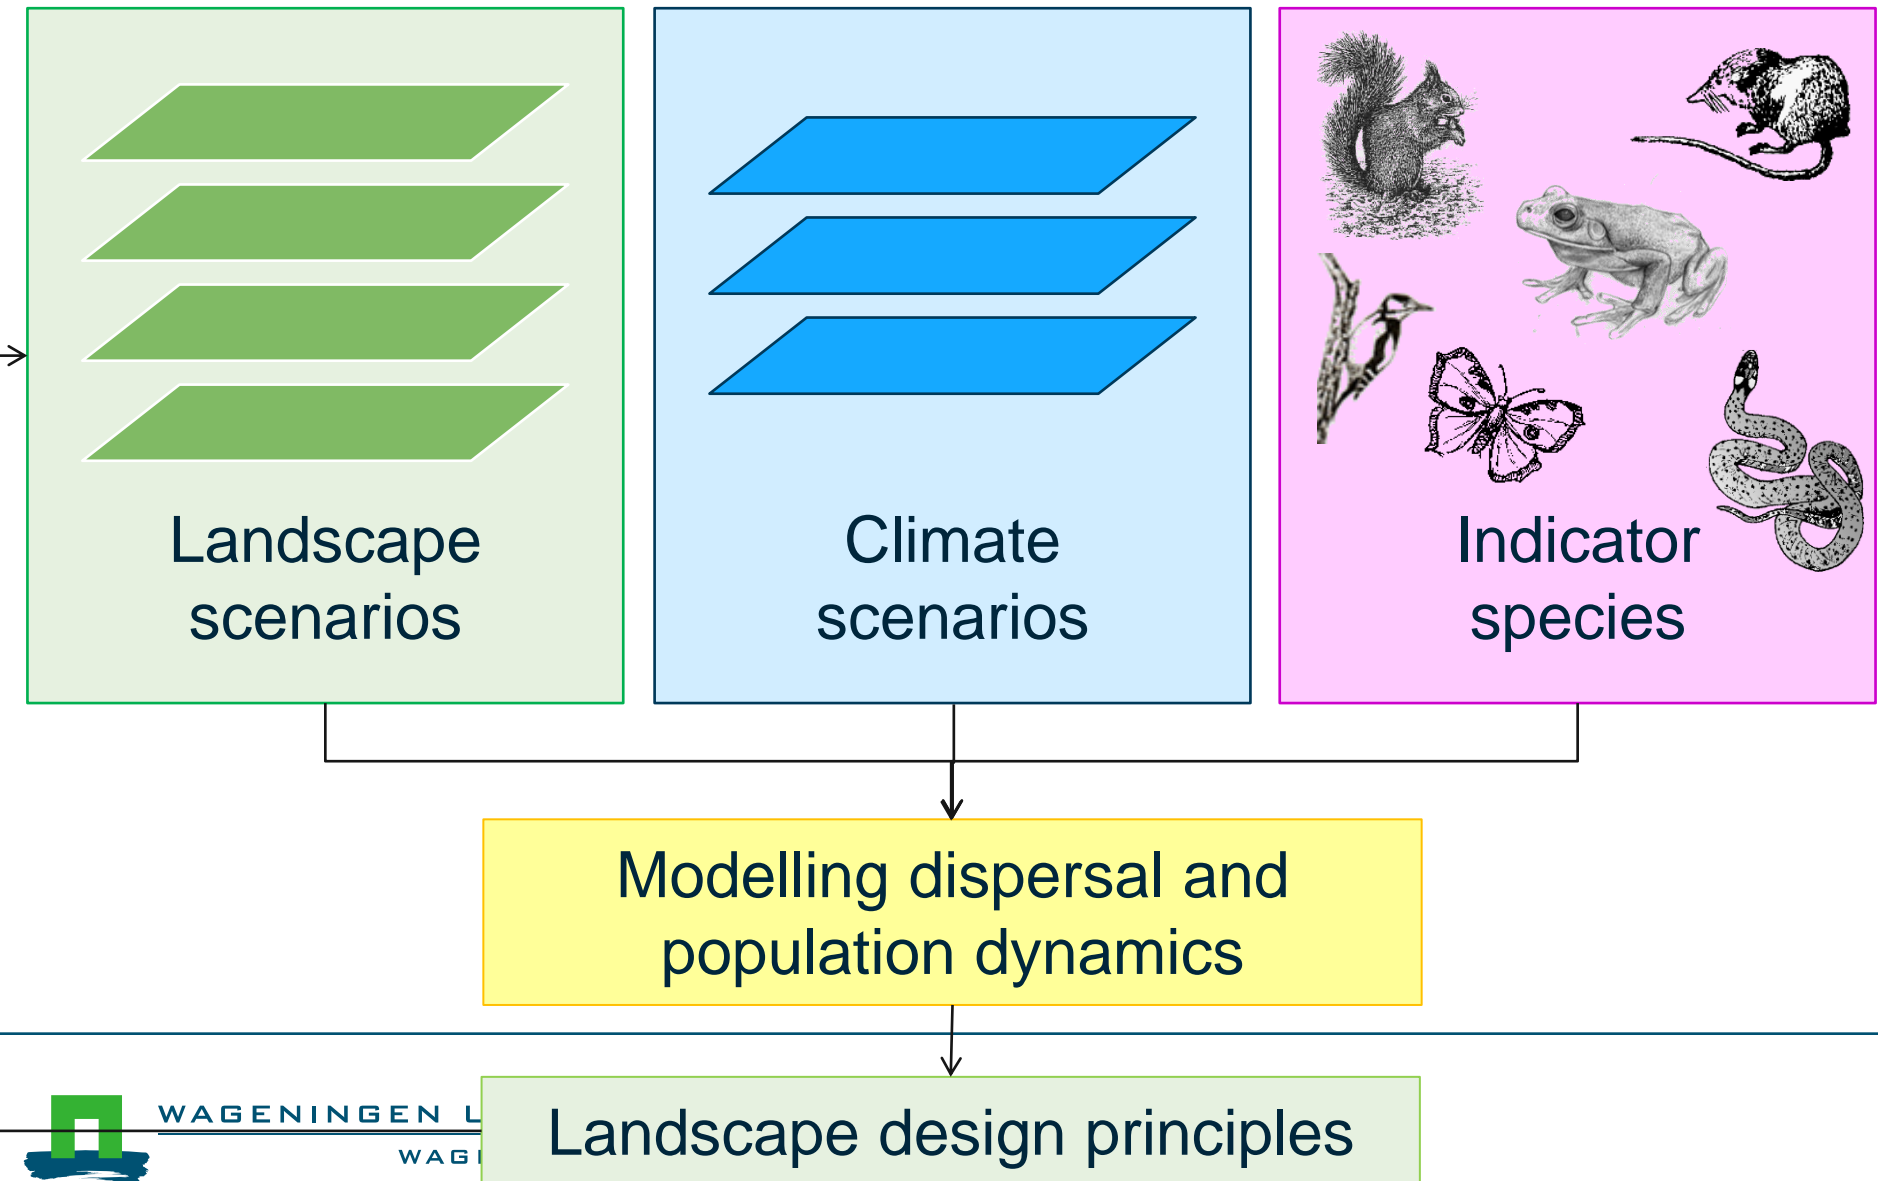 Landscape
scenarios
Climate
scenarios
Indicator
species
Modelling dispersal and
population dynamics
Landscape design principles
WAGENINGEN